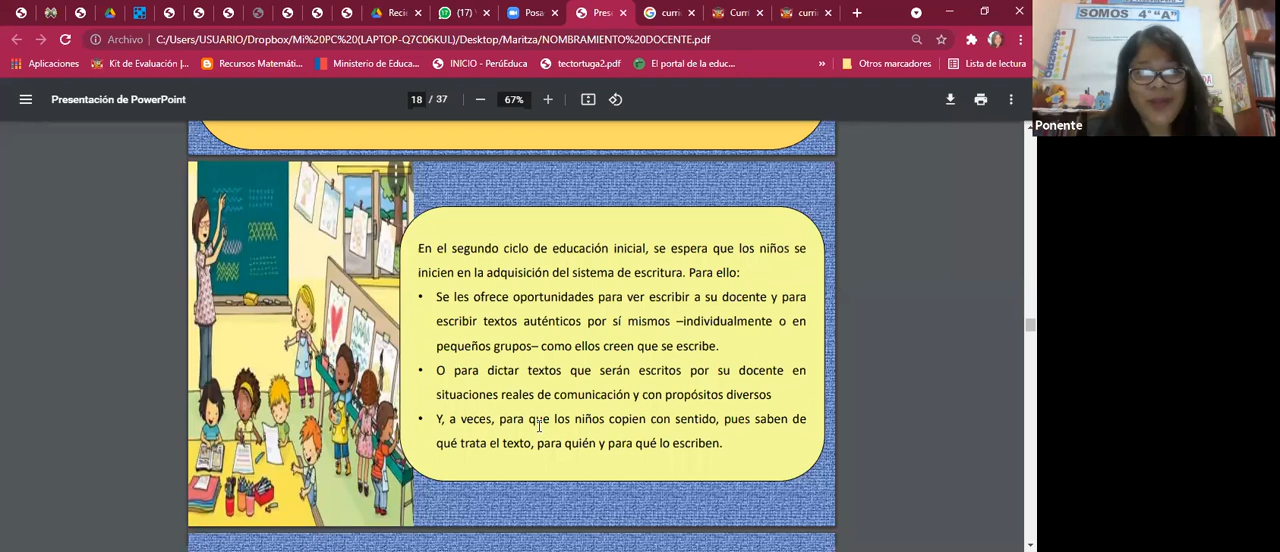 Reci
(17)
Posa
Pres
curri
Curri
curri
Archivo
C:/Users/USUARIO/Dropbox/Mi%20PC%20(LAPTOP-Q7C06KUL)/Desktop/Maritza/NOMBRAMIENTO%20DOCENTE.pdf
Aplicaciones
Kit de Evaluación |...
Recursos Matemáti...
Ministerio de Educa...
INICIO - PerúEduca
tectortuga2.pdf
El portal de la educ...
»
Otros marcadores
Lista de lectura
Presentación de PowerPoint
18 / 37
67%
En el segundo ciclo de educación inicial, se espera que los niños se
inicien en la adquisición del sistema de escritura. Para ello:
• Se les ofrece oportunidades para ver escribir a su docente y para
escribir textos auténticos por sí mismos –individualmente o en
pequeños grupos– como ellos creen que se escribe.
• O para dictar textos que serán escritos por su docente en
situaciones reales de comunicación y con propósitos diversos
• Y, a veces, para que los niños copien con sentido, pues saben de
qué trata el texto, para quién y para qué lo escriben.
SOMOS 4° "A"
Ponente